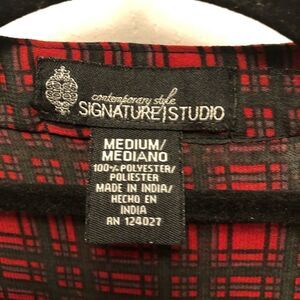 contemporary style
SIGNATURE|STUDIO
MEDIUM/
MEDIANO
100% POLYESTER/
POLIESTER
MADE IN INDIA/
HECHO EN
INDIA
RN 124027